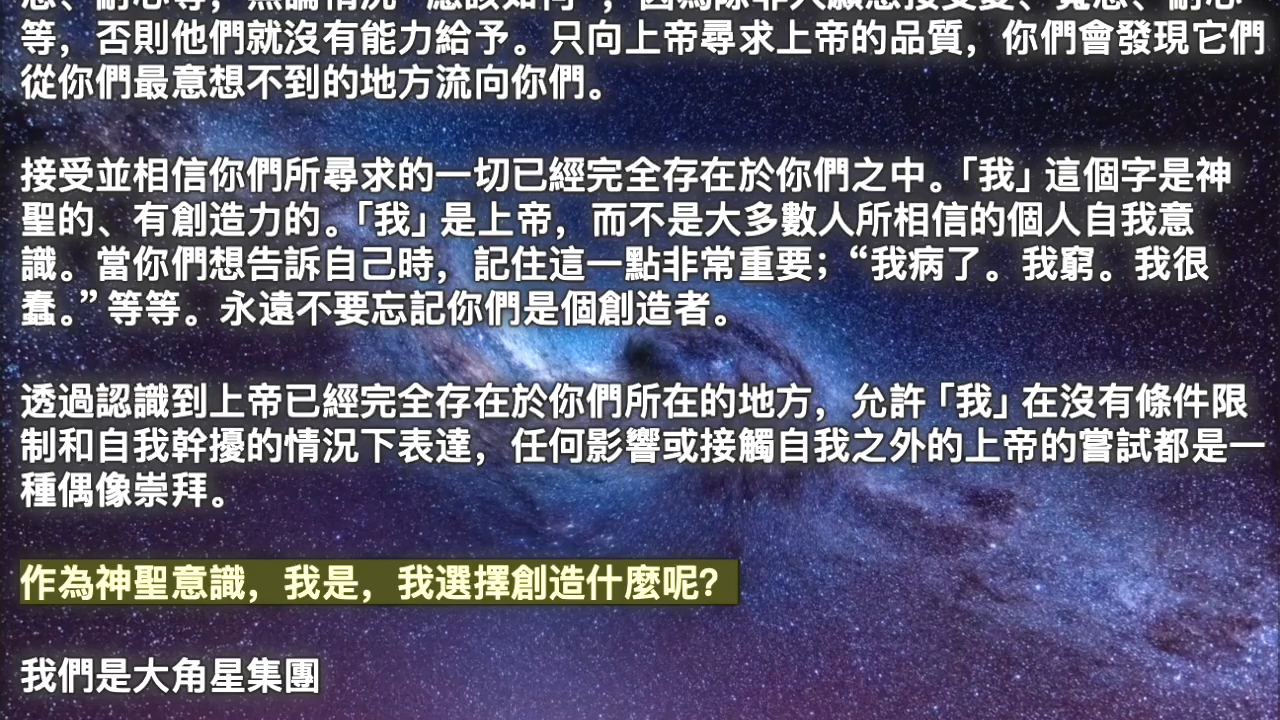 等，否則他們就沒有能力給予。只向上帝尋求上帝的品質，你們會發現它們
從你們最意想不到的地方流向你們。
接受並相信你們所尋求的一切已經完全存在於你們之中。「我」這個字是神
聖的、有創造力的。「我」是上帝，而不是大多數人所相信的個人自我意
識。當你們想告訴自己時，記住這一點非常重要；“我病了。我窮。我很
蠢。”等等。永遠不要忘記你們是個創造者。
透過認識到上帝已經完全存在於你們所在的地方，允許「我」在沒有條件限
制和自我幹擾的情況下表達，任何影響或接觸自我之外的上帝的嘗試都是一
種偶像崇拜。
作為神聖意識，我是，我選擇創造什麼呢？
我們是大角星集團